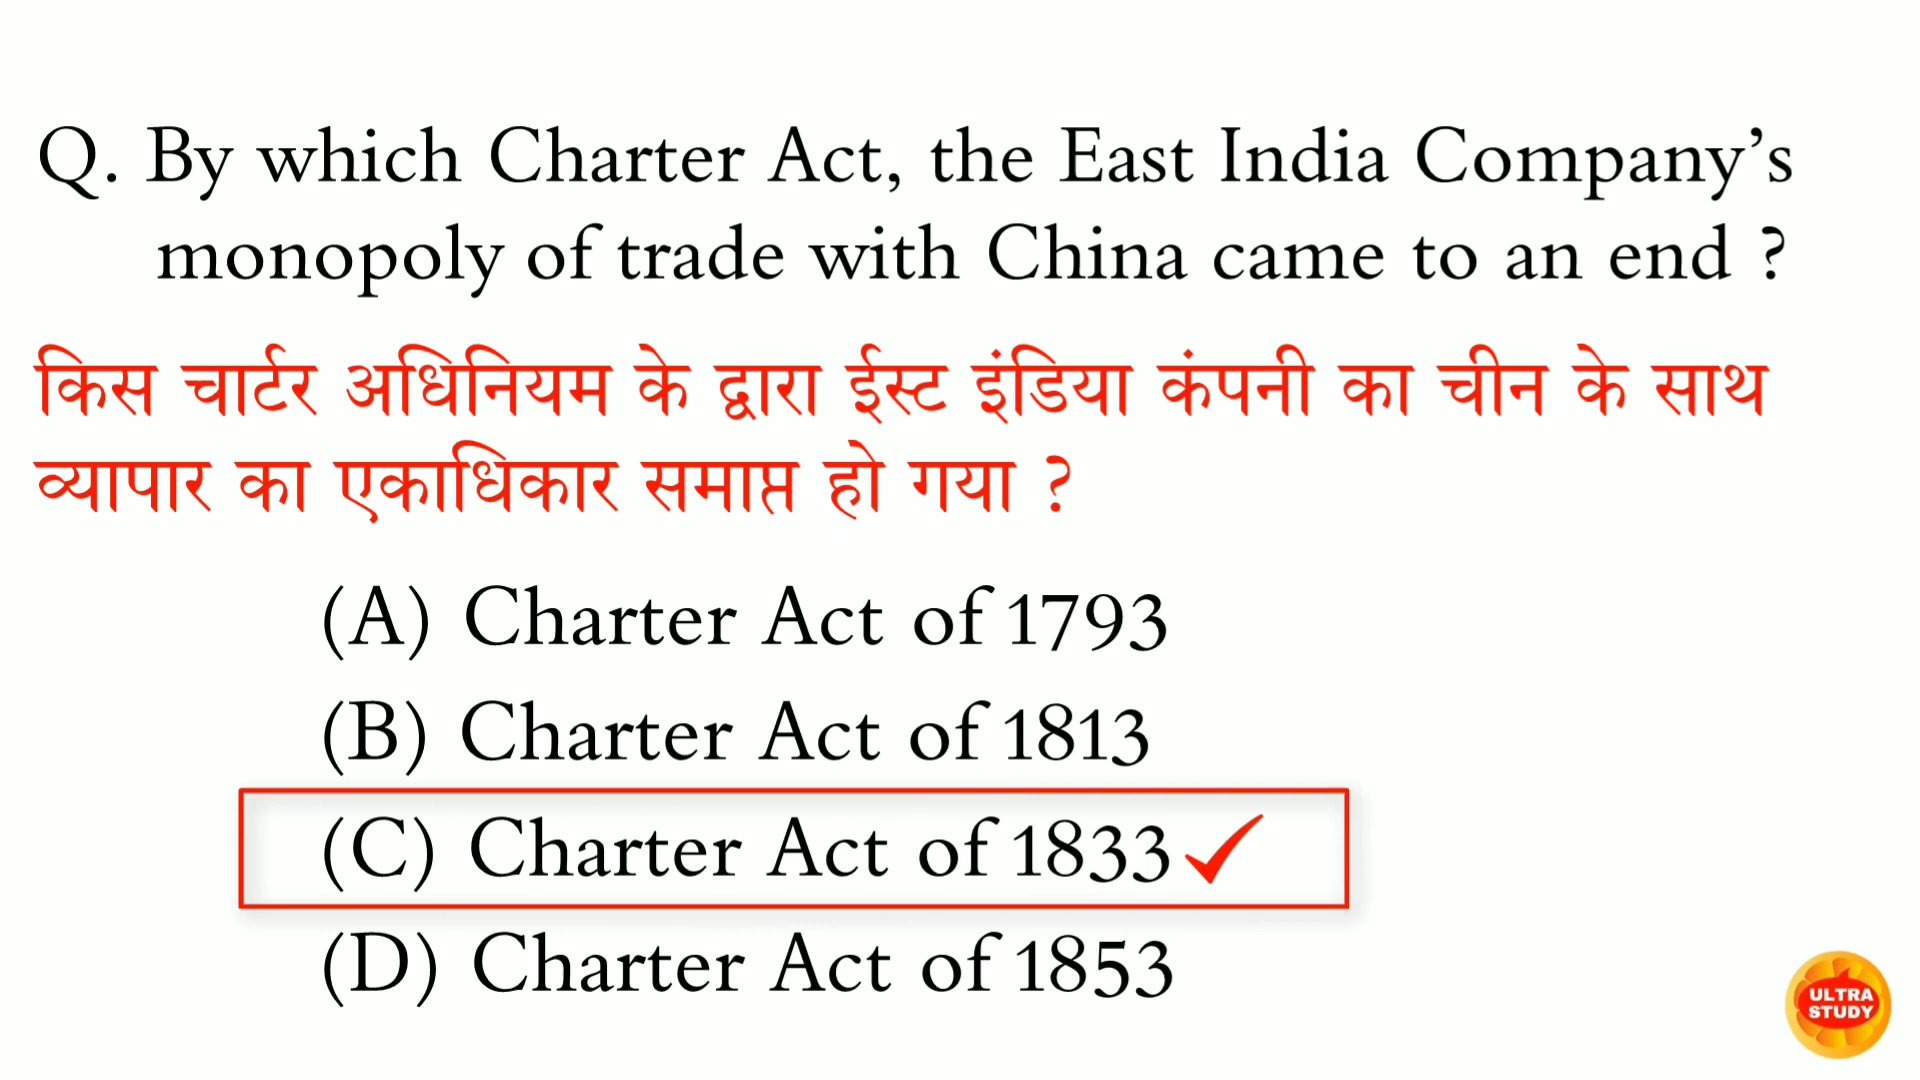 Q. By which Charter Act, the East India Company’s
monopoly of trade with China came to an end ?
किस चार्टर अधिनियम के द्वारा ईस्ट इंडिया कंपनी का चीन के साथ
व्यापार का एकाधिकार समाप्त हो गया ?
(A) Charter Act of 1793
(B) Charter Act of 1813
(C) Charter Act of 1833
(D) Charter Act of 1853
ULTRA
STUDY